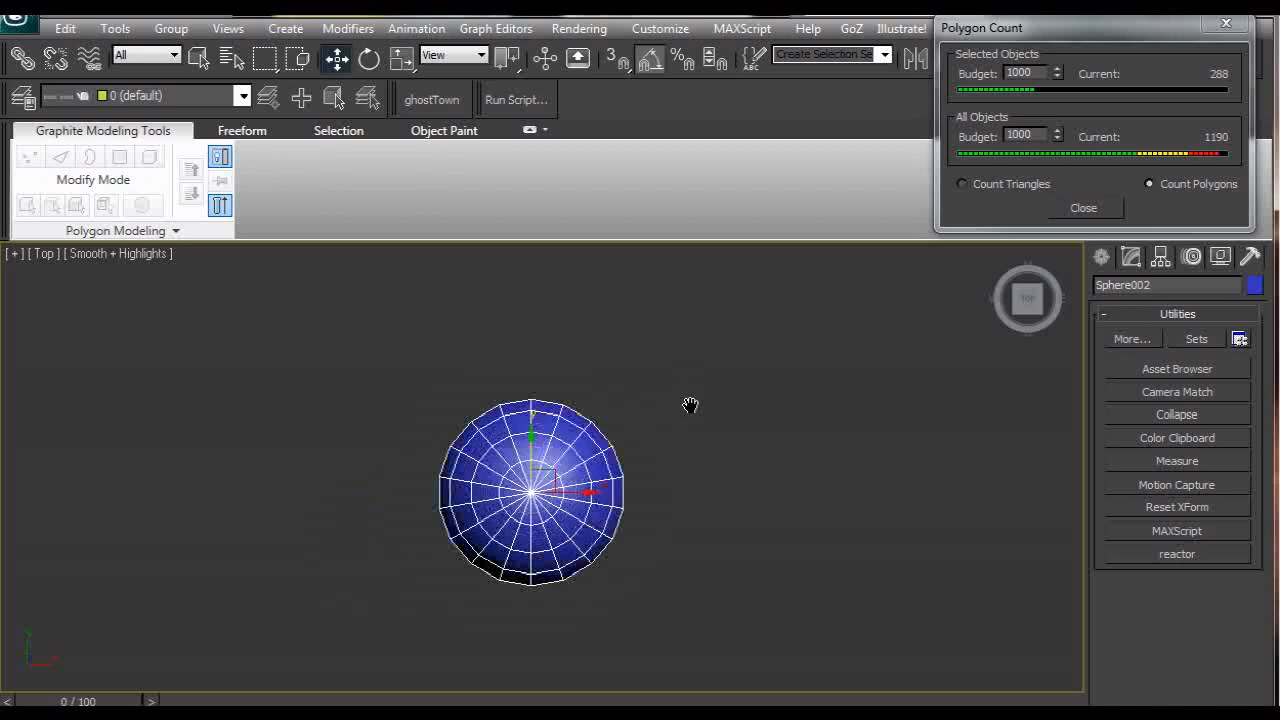 Edit Tools Group Views Create Modifiers Animation Graph Editors Rendering Customize MAXScript Help GoZ Illustrate
Polygon Count
Selected Objects
Budget: 1000 Current: 288
All Objects
Budget: 1000 Current: 1190
Count Triangles Count Polygons
Close
All View 3 Create Selection Se
ABC
0 (default) ghostTown Run Script...
Graphite Modeling Tools Freeform Selection Object Paint
Modify Mode
Polygon Modeling
[ + ] [ Top ] [ Smooth + Highlights ]
TOP
Sphere002
- Utilities
More... Sets
Asset Browser
Camera Match
Collapse
Color Clipboard
Measure
Motion Capture
Reset XForm
MAXScript
reactor
< 0 / 100 >